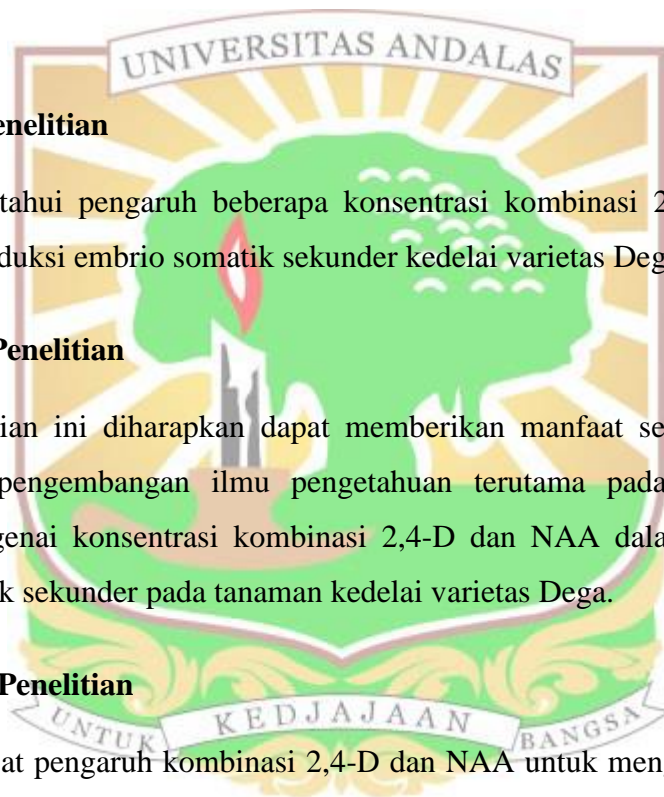 UNIVERSITAS ANDALAS
enelitian
tahui pengaruh beberapa konsentrasi kombinasi 2
duksi embrio somatik sekunder kedelai varietas Deg
Penelitian
ian ini diharapkan dapat memberikan manfaat se
pengembangan ilmu pengetahuan terutama pada
genai konsentrasi kombinasi 2,4-D dan NAA dala
k sekunder pada tanaman kedelai varietas Dega.
Penelitian
UNTUK KEDJAJAAN BANGSA
at pengaruh kombinasi 2,4-D dan NAA untuk men